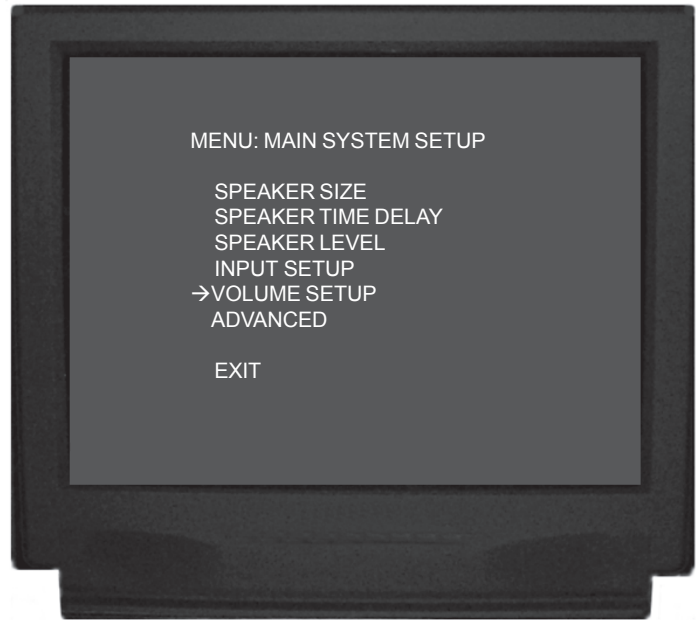 MENU: MAIN SYSTEM SETUP
SPEAKER SIZE
SPEAKER TIME DELAY
SPEAKER LEVEL
INPUT SETUP
→VOLUME SETUP
ADVANCED
EXIT